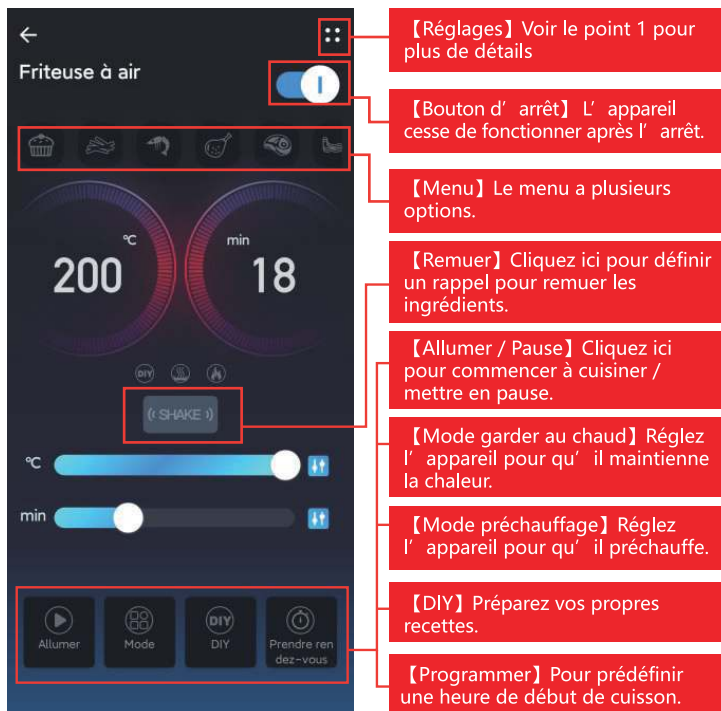 Friteuse à air
℃
200
min
18
DIY
((SHAKE))
℃
min
Allumer
Mode
DIY
DIY
Prendre ren
dez-vous
【Réglages】Voir le point 1 pour
plus de détails
【Bouton d’arrêt】L’appareil
cesse de fonctionner après l’arrêt.
【Menu】Le menu a plusieurs
options.
【Remuer】Cliquez ici pour définir
un rappel pour remuer les
ingrédients.
【Allumer / Pause】Cliquez ici
pour commencer à cuisiner /
mettre en pause.
【Mode garder au chaud】Réglez
l’appareil pour qu’il maintienne
la chaleur.
【Mode préchauffage】Réglez
l’appareil pour qu’il préchauffe.
【DIY】Préparez vos propres
recettes.
【Programmer】Pour prédéfinir
une heure de début de cuisson.